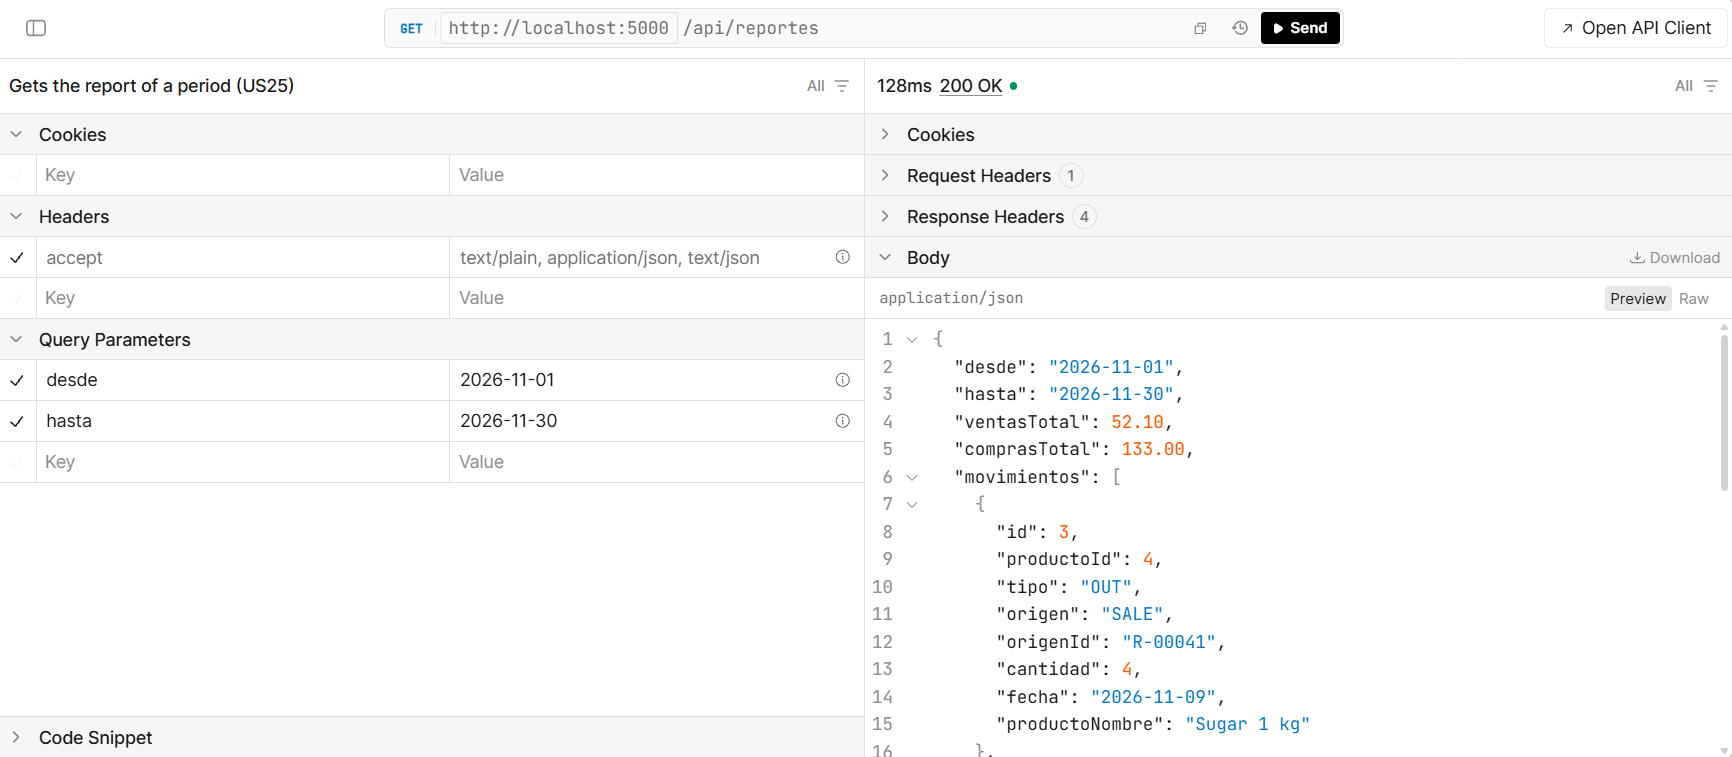 GET http://localhost:5000 /api/reportes Send Open API Client
Gets the report of a period (US25) All
Cookies
Key Value
Headers
accept text/plain, application/json, text/json
Key Value
Query Parameters
desde 2026-11-01
hasta 2026-11-30
Key Value
Code Snippet
128ms 200 OK All
Cookies
Request Headers 1
Response Headers 4
Body Download
application/json Preview Raw
1 {
2 "desde": "2026-11-01",
3 "hasta": "2026-11-30",
4 "ventasTotal": 52.10,
5 "comprasTotal": 133.00,
6 "movimientos": [
7 {
8 "id": 3,
9 "productoId": 4,
10 "tipo": "OUT",
11 "origen": "SALE",
12 "origenId": "R-00041",
13 "cantidad": 4,
14 "fecha": "2026-11-09",
15 "productoNombre": "Sugar 1 kg"
16 },